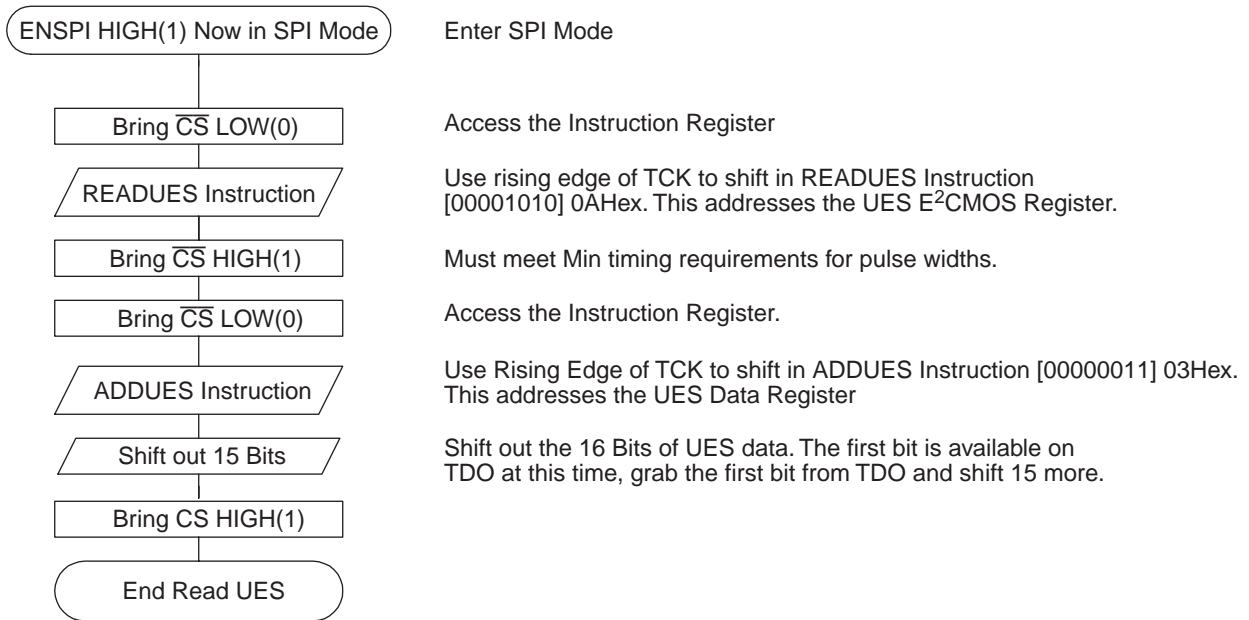 ENSPI HIGH(1) Now in SPI Mode
Enter SPI Mode
Bring C̅S̅ LOW(0)
Access the Instruction Register
READUES Instruction
Use rising edge of TCK to shift in READUES Instruction
[00001010] 0AHex. This addresses the UES E²CMOS Register.
Bring C̅S̅ HIGH(1)
Must meet Min timing requirements for pulse widths.
Bring C̅S̅ LOW(0)
Access the Instruction Register.
ADDUES Instruction
Use Rising Edge of TCK to shift in ADDUES Instruction [00000011] 03Hex.
This addresses the UES Data Register
Shift out 15 Bits
Shift out the 16 Bits of UES data. The first bit is available on
TDO at this time, grab the first bit from TDO and shift 15 more.
Bring CS HIGH(1)
End Read UES